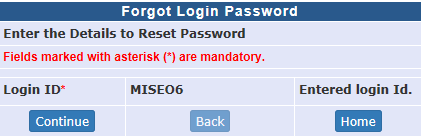 Forgot Login Password
Enter the Details to Reset Password
Fields marked with asterisk (*) are mandatory.
Login ID* MISEO6 Entered login Id.
Continue Back Home